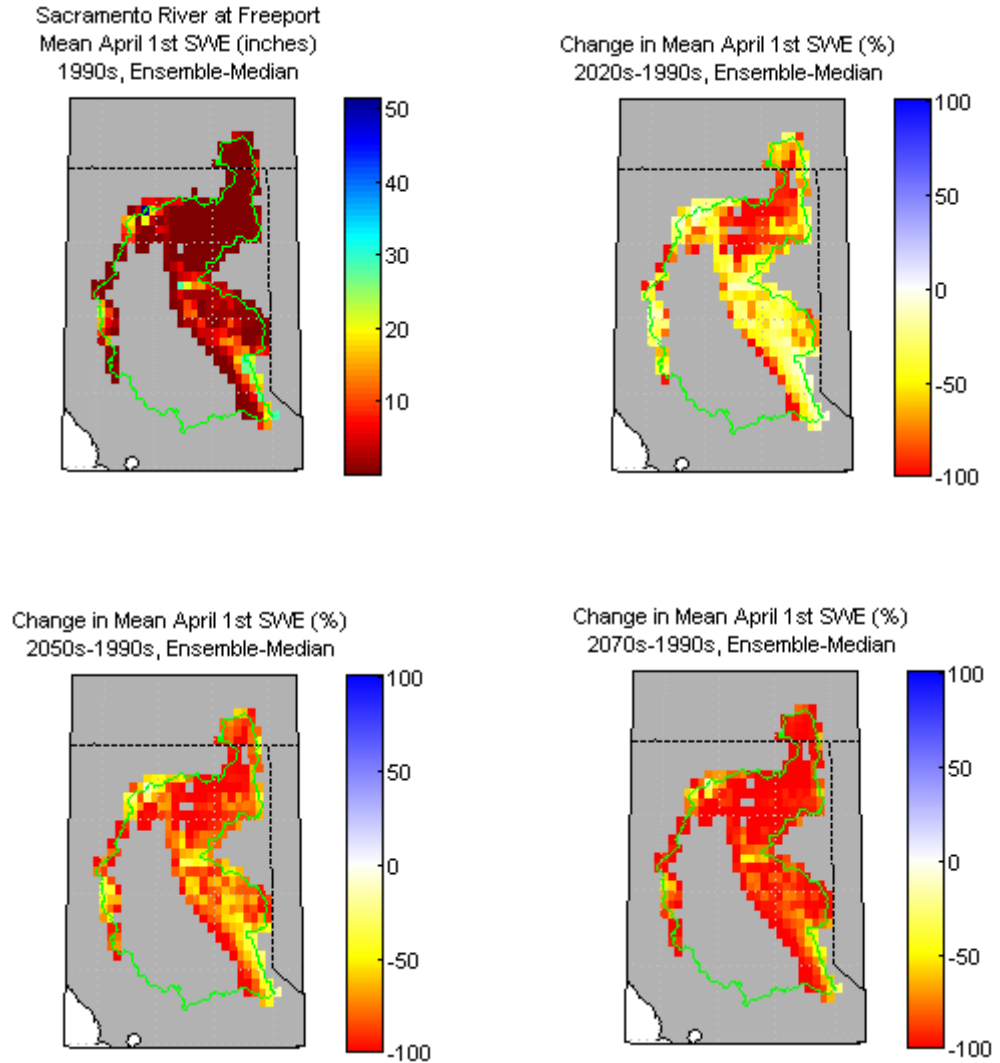 Sacramento River at Freeport
Mean April 1st SWE (inches)
1990s, Ensemble-Median
50
40
30
20
10
Change in Mean April 1st SWE (%)
2020s-1990s, Ensemble-Median
100
50
0
-50
-100
Change in Mean April 1st SWE (%)
2050s-1990s, Ensemble-Median
100
50
0
-50
-100
Change in Mean April 1st SWE (%)
2070s-1990s, Ensemble-Median
100
50
0
-50
-100